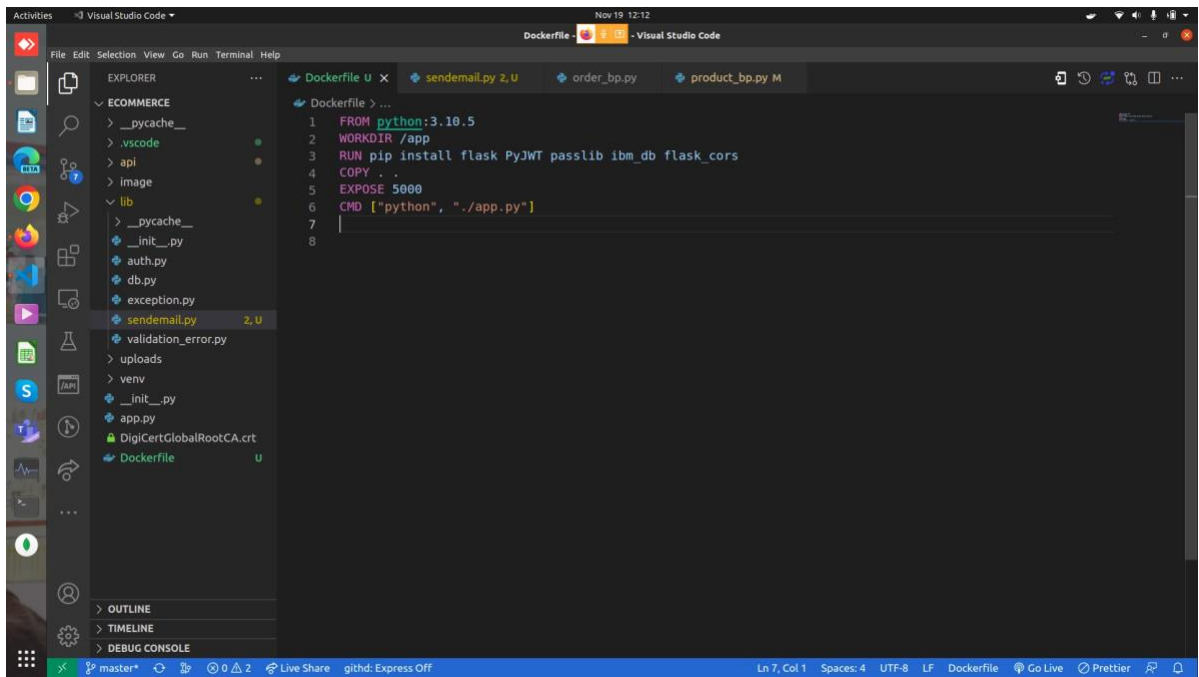 Activities
Visual Studio Code
Nov 19 12:12
Dockerfile - - Visual Studio Code
File Edit Selection View Go Run Terminal Help
EXPLORER
Dockerfile U
sendemail.py 2, U
order_bp.py
product_bp.py M
ECOMMERCE
Dockerfile > ...
> __pycache__
> .vscode
> api
> image
lib
> __pycache__
__init__.py
auth.py
db.py
exception.py
sendemail.py 2, U
validation_error.py
> uploads
> venv
__init__.py
app.py
DigiCertGlobalRootCA.crt
Dockerfile U
1 FROM python:3.10.5
2 WORKDIR /app
3 RUN pip install flask PyJWT passlib ibm_db flask_cors
4 COPY . .
5 EXPOSE 5000
6 CMD ["python", "./app.py"]
7
8
BETA
7
/API
> OUTLINE
> TIMELINE
> DEBUG CONSOLE
master* 0 2 Live Share githd: Express Off
Ln 7, Col 1 Spaces: 4 UTF-8 LF Dockerfile Go Live Prettier